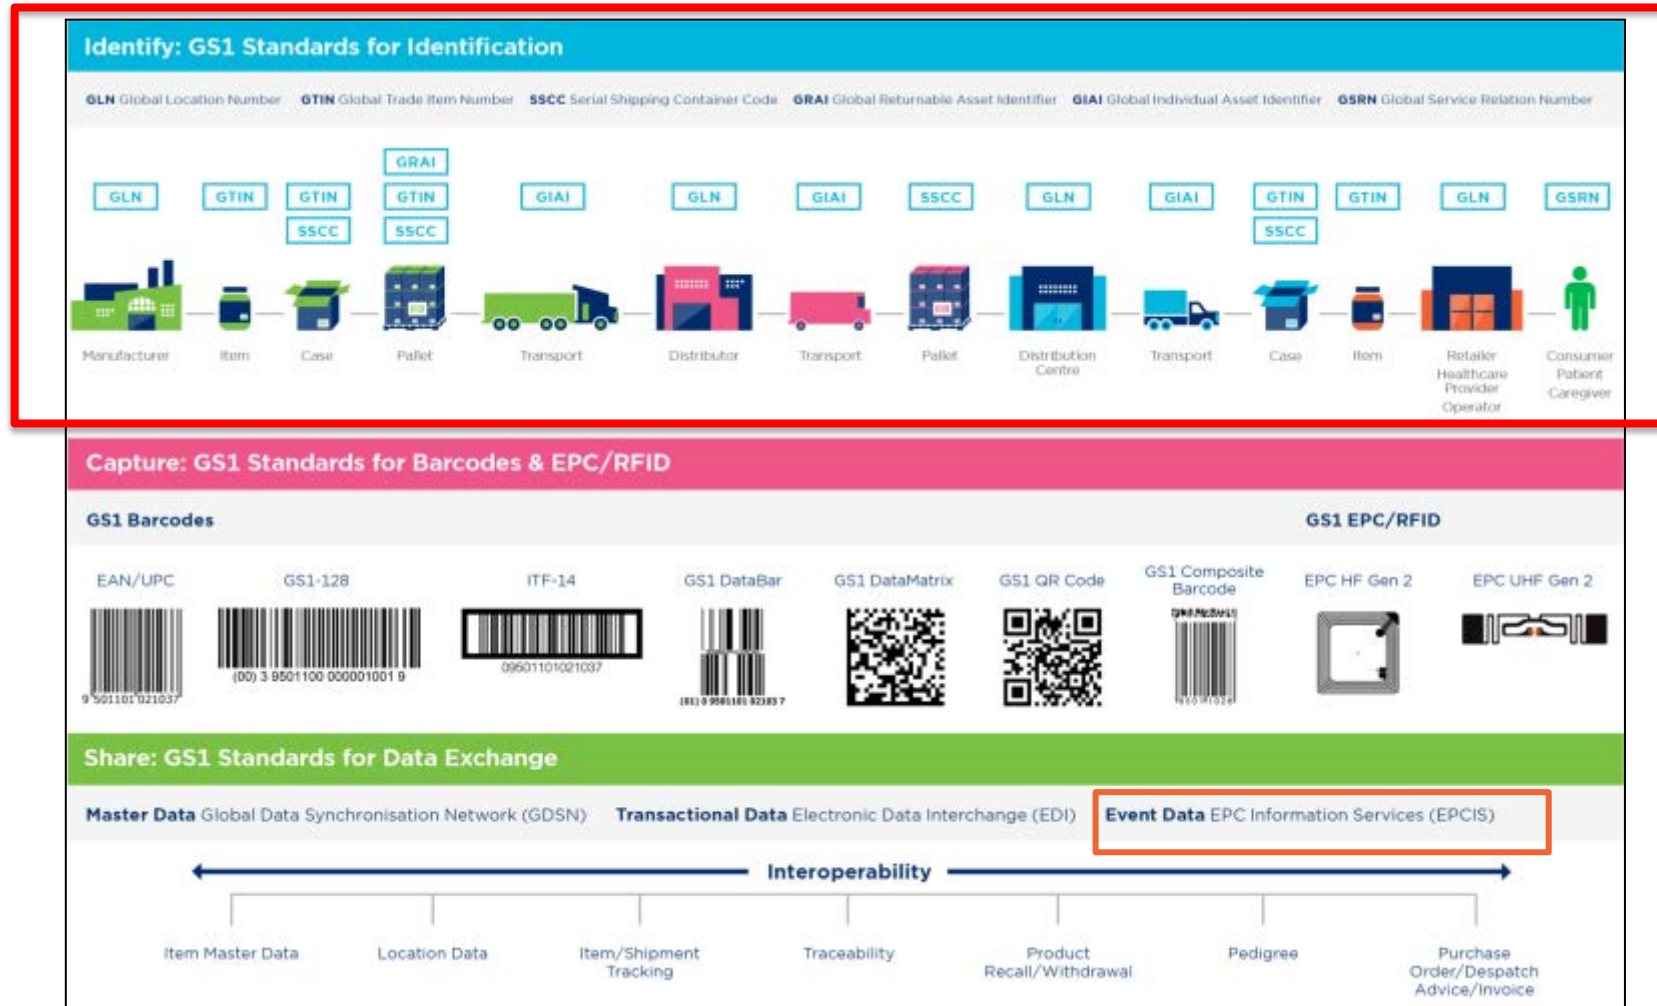 Identify: GS1 Standards for Identification
GLN Global Location Number GTIN Global Trade Item Number SSCC Serial Shipping Container Code GRAI Global Returnable Asset Identifier GIAI Global Individual Asset Identifier GSRN Global Service Relation Number
GRAI
GLN GTIN GTIN GTIN GIAI GLN GIAI SSCC GLN GIAI GTIN GTIN GLN GSRN
SSCC SSCC SSCC
Manufacturer Item Case Pallet Transport Distributor Transport Pallet Distribution Transport Case Item Retailer Consumer
Centre Healthcare Patient
Provider Caregiver
Operator
Capture: GS1 Standards for Barcodes & EPC/RFID
GS1 Barcodes GS1 EPC/RFID
EAN/UPC GS1-128 ITF-14 GS1 DataBar GS1 DataMatrix GS1 QR Code GS1 Composite EPC HF Gen 2 EPC UHF Gen 2
Barcode
(00) 3 9501100 000001001 9
09501101021037
9 501101 021037
(01) 0 9501101 02103 7
Share: GS1 Standards for Data Exchange
Master Data Global Data Synchronisation Network (GDSN) Transactional Data Electronic Data Interchange (EDI) Event Data EPC Information Services (EPCIS)
Interoperability
Item Master Data Location Data Item/Shipment Traceability Product Pedigree Purchase
Tracking Recall/Withdrawal Order/Despatch
Advice/Invoice